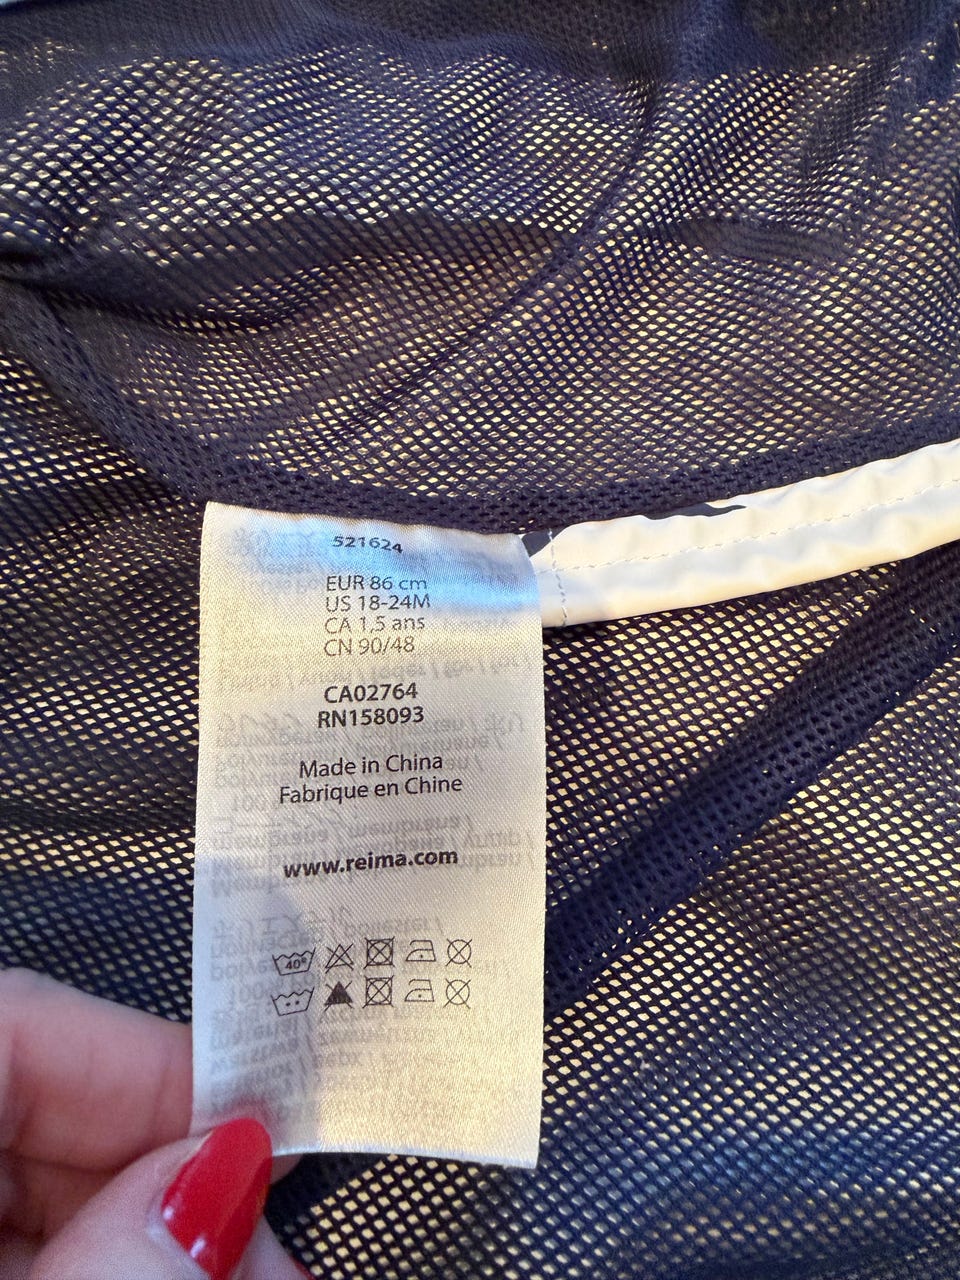 521624
EUR 86 cm
US 18-24M
CA 1,5 ans
CN 90/48
CA02764
RN158093
Made in China
Fabrique en Chine
www.reima.com
40°